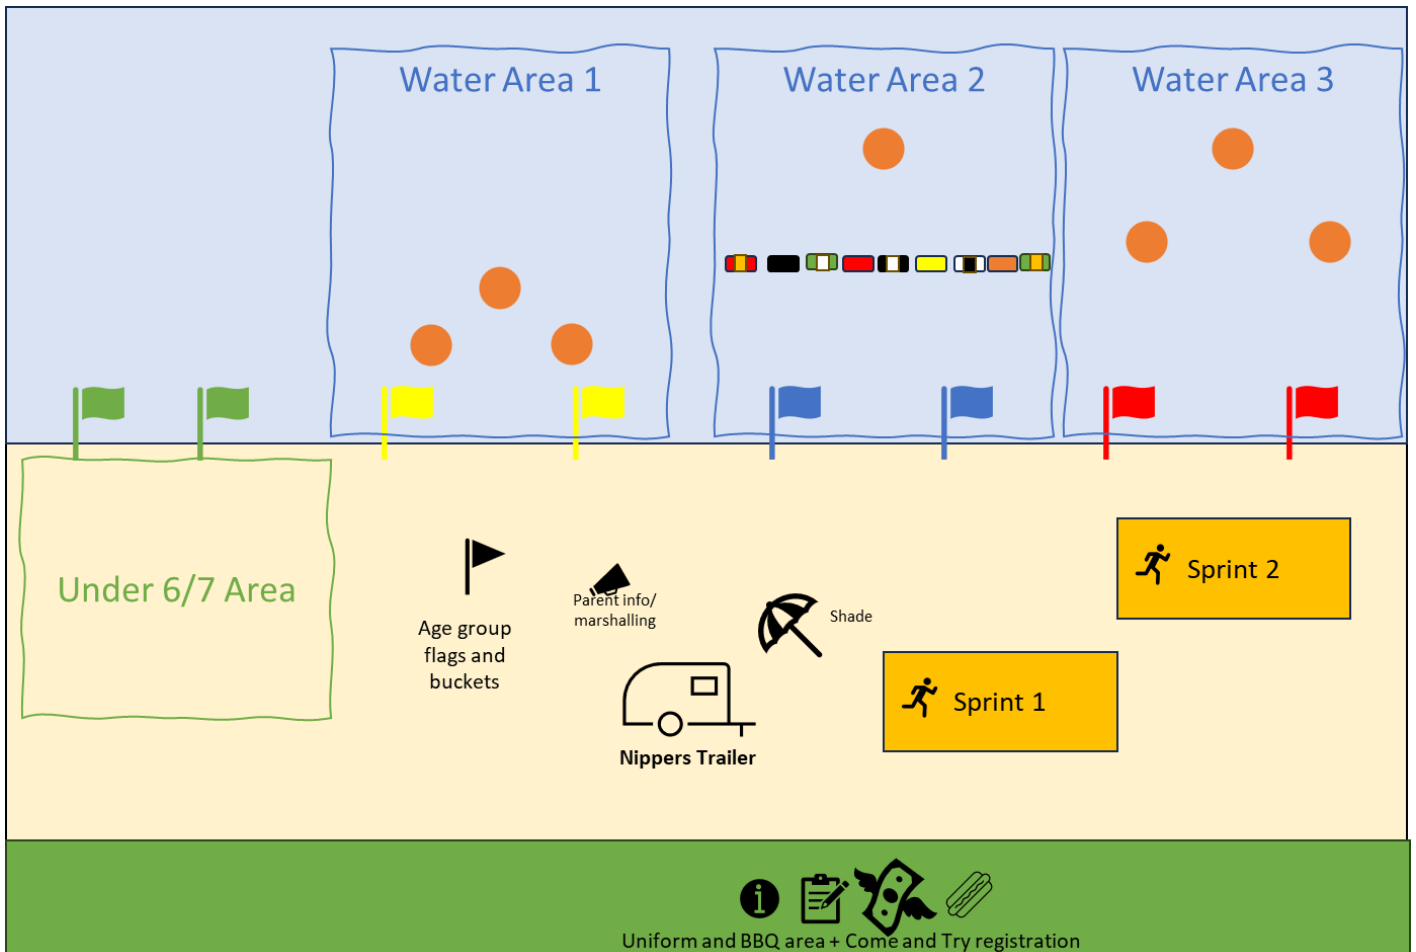 Water Area 1
Water Area 2
Water Area 3
Under 6/7 Area
Age group
flags and
buckets
Parent info/
marshalling
Shade
Nippers Trailer
Sprint 2
Sprint 1
Uniform and BBQ area + Come and Try registration